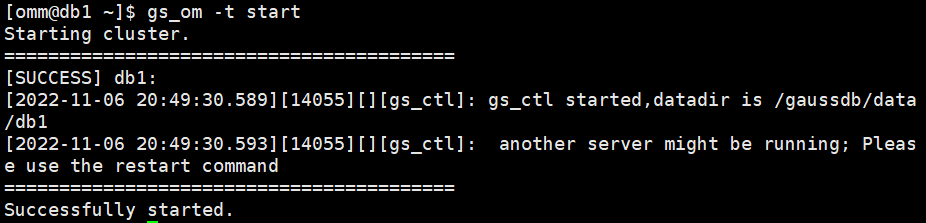 [omm@db1 ~]$ gs_om -t start
Starting cluster.
=========================================
[SUCCESS] db1:
[2022-11-06 20:49:30.589][14055][][gs_ctl]: gs_ctl started,datadir is /gaussdb/data
/db1
[2022-11-06 20:49:30.593][14055][][gs_ctl]:  another server might be running; Pleas
e use the restart command
=========================================
Successfully started.